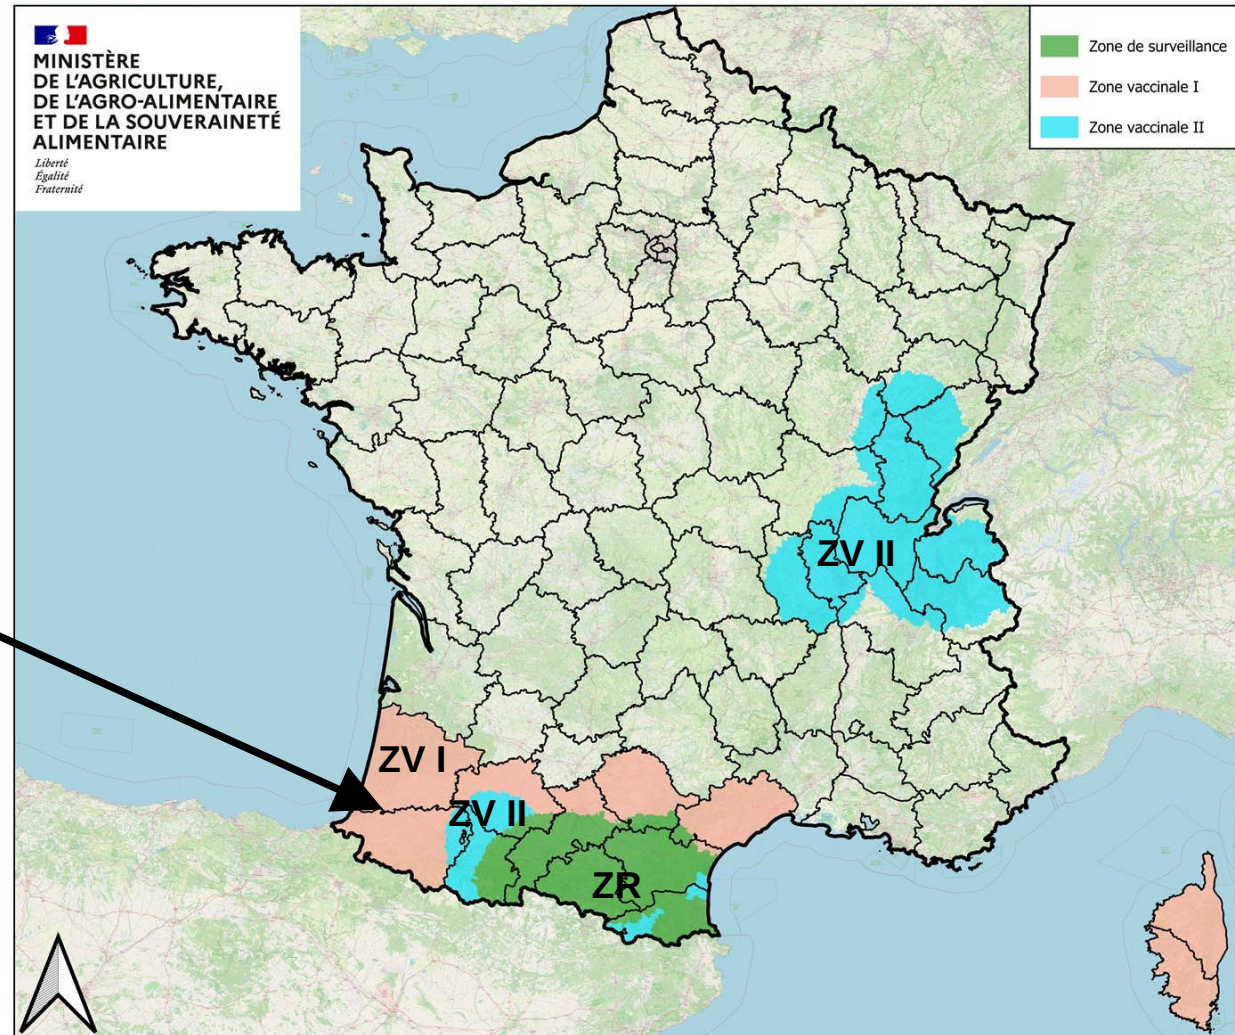 MINISTÈRE
DE L'AGRICULTURE,
DE L'AGRO-ALIMENTAIRE
ET DE LA SOUVERAINETÉ
ALIMENTAIRE
Liberté
Égalité
Fraternité
Zone de surveillance
Zone vaccinale I
Zone vaccinale II
ZV II
ZV I
ZV II
ZR